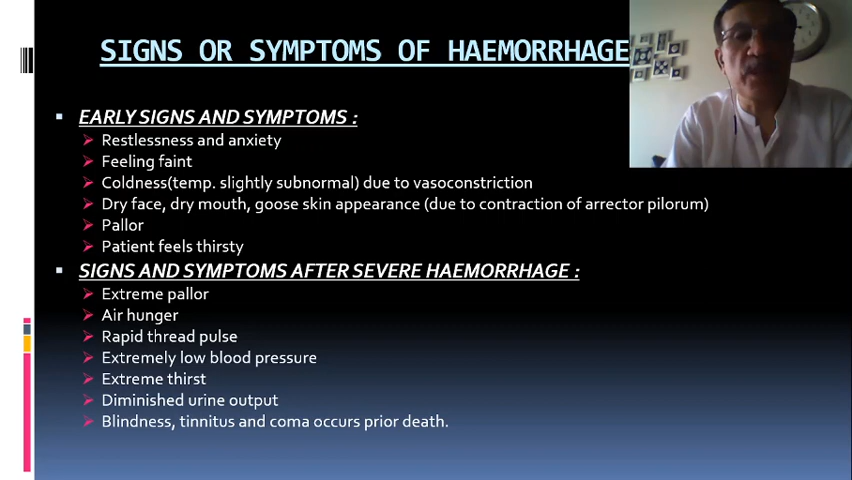 SIGNS OR SYMPTOMS OF HAEMORRHAGE
EARLY SIGNS AND SYMPTOMS :
Restlessness and anxiety
Feeling faint
Coldness(temp. slightly subnormal) due to vasoconstriction
Dry face, dry mouth, goose skin appearance (due to contraction of arrector pilorum)
Pallor
Patient feels thirsty
SIGNS AND SYMPTOMS AFTER SEVERE HAEMORRHAGE :
Extreme pallor
Air hunger
Rapid thread pulse
Extremely low blood pressure
Extreme thirst
Diminished urine output
Blindness, tinnitus and coma occurs prior death.